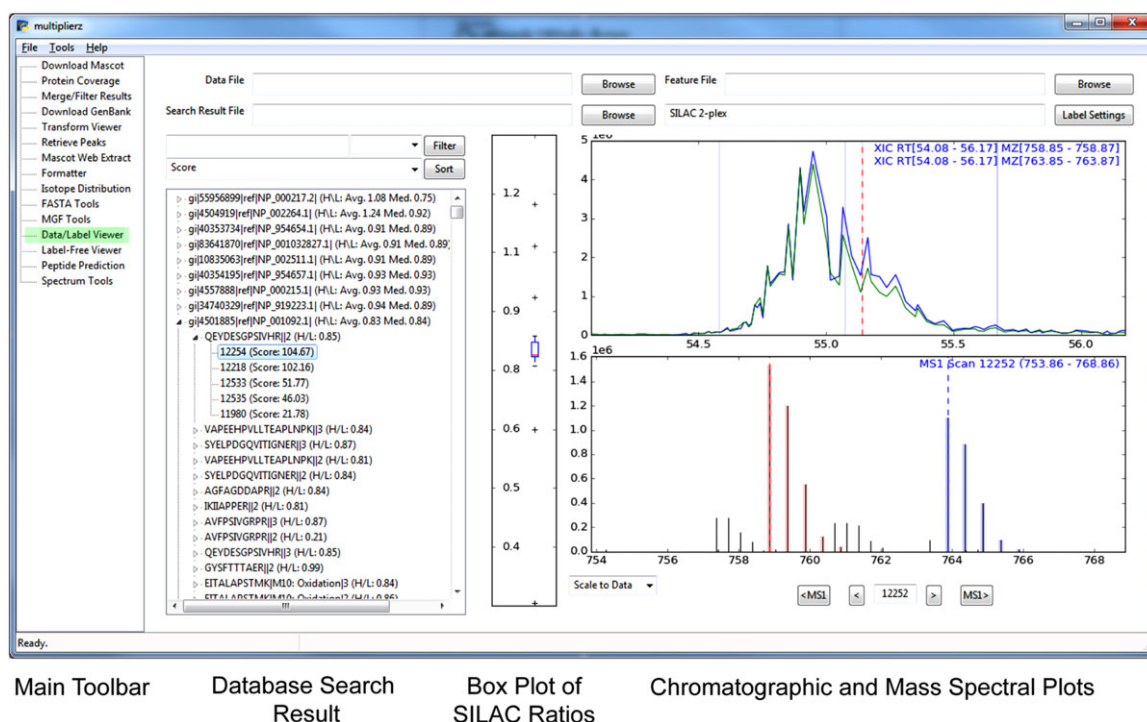 multiplierz
File Tools Help
Download Mascot
Protein Coverage
Merge/Filter Results
Download GenBank
Transform Viewer
Retrieve Peaks
Mascot Web Extract
Formatter
Isotope Distribution
FASTA Tools
MGF Tools
Data/Label Viewer
Label-Free Viewer
Peptide Prediction
Spectrum Tools
Data File Browse Feature File Browse
Search Result File Browse SILAC 2-plex Label Settings
Filter
Score Sort
gi|55956899|ref|NP_000217.2| (H\L: Avg. 1.08 Med. 0.75)
gi|4504919|ref|NP_002264.1| (H\L: Avg. 1.24 Med. 0.92)
gi|40353734|ref|NP_954654.1| (H\L: Avg. 0.91 Med. 0.89)
gi|83641870|ref|NP_001032827.1| (H\L: Avg. 0.91 Med. 0.89)
gi|10835063|ref|NP_002511.1| (H\L: Avg. 0.91 Med. 0.89)
gi|40354195|ref|NP_954657.1| (H\L: Avg. 0.93 Med. 0.93)
gi|4557888|ref|NP_000215.1| (H\L: Avg. 0.93 Med. 0.93)
gi|34740329|ref|NP_919223.1| (H\L: Avg. 0.94 Med. 0.89)
gi|4501885|ref|NP_001092.1| (H\L: Avg. 0.83 Med. 0.84)
QEYDESGPSIVHR||2 (H/L: 0.85)
12254 (Score: 104.67)
12218 (Score: 102.16)
12533 (Score: 51.77)
12535 (Score: 46.03)
11980 (Score: 21.78)
VAPEEHPVLLTEAPLNPK||3 (H/L: 0.84)
SYELPDGQVITIGNER||3 (H/L: 0.87)
VAPEEHPVLLTEAPLNPK||2 (H/L: 0.81)
SYELPDGQVITIGNER||2 (H/L: 0.84)
AGFAGDDAPR||2 (H/L: 0.84)
IKIIAPPER||2 (H/L: 0.81)
AVFPSIVGRPR||3 (H/L: 0.87)
AVFPSIVGRPR||2 (H/L: 0.21)
QEYDESGPSIVHR||3 (H/L: 0.85)
GYSFTTTAER||2 (H/L: 0.99)
EITALAPSTMK|M10: Oxidation|3 (H/L: 0.84)
EITALAPSTMK|M10: Oxidation|2 (H/L: 0.86)
1.2
1.1
0.9
0.8
0.6
0.5
0.4
1e6
XIC RT[54.08 - 56.17] MZ[758.85 - 758.87]
XIC RT[54.08 - 56.17] MZ[763.85 - 763.87]
5
4
3
2
1
0
54.5 55.0 55.5 56.0
1e6
MS1 Scan 12252 (753.86 - 768.86)
1.6
1.4
1.2
1.0
0.8
0.6
0.4
0.2
0.0
754 756 758 760 762 764 766 768
Scale to Data
<MS1 < 12252 > MS1>
Ready.
Main Toolbar
Database Search
Result
Box Plot of
SILAC Ratios
Chromatographic and Mass Spectral Plots